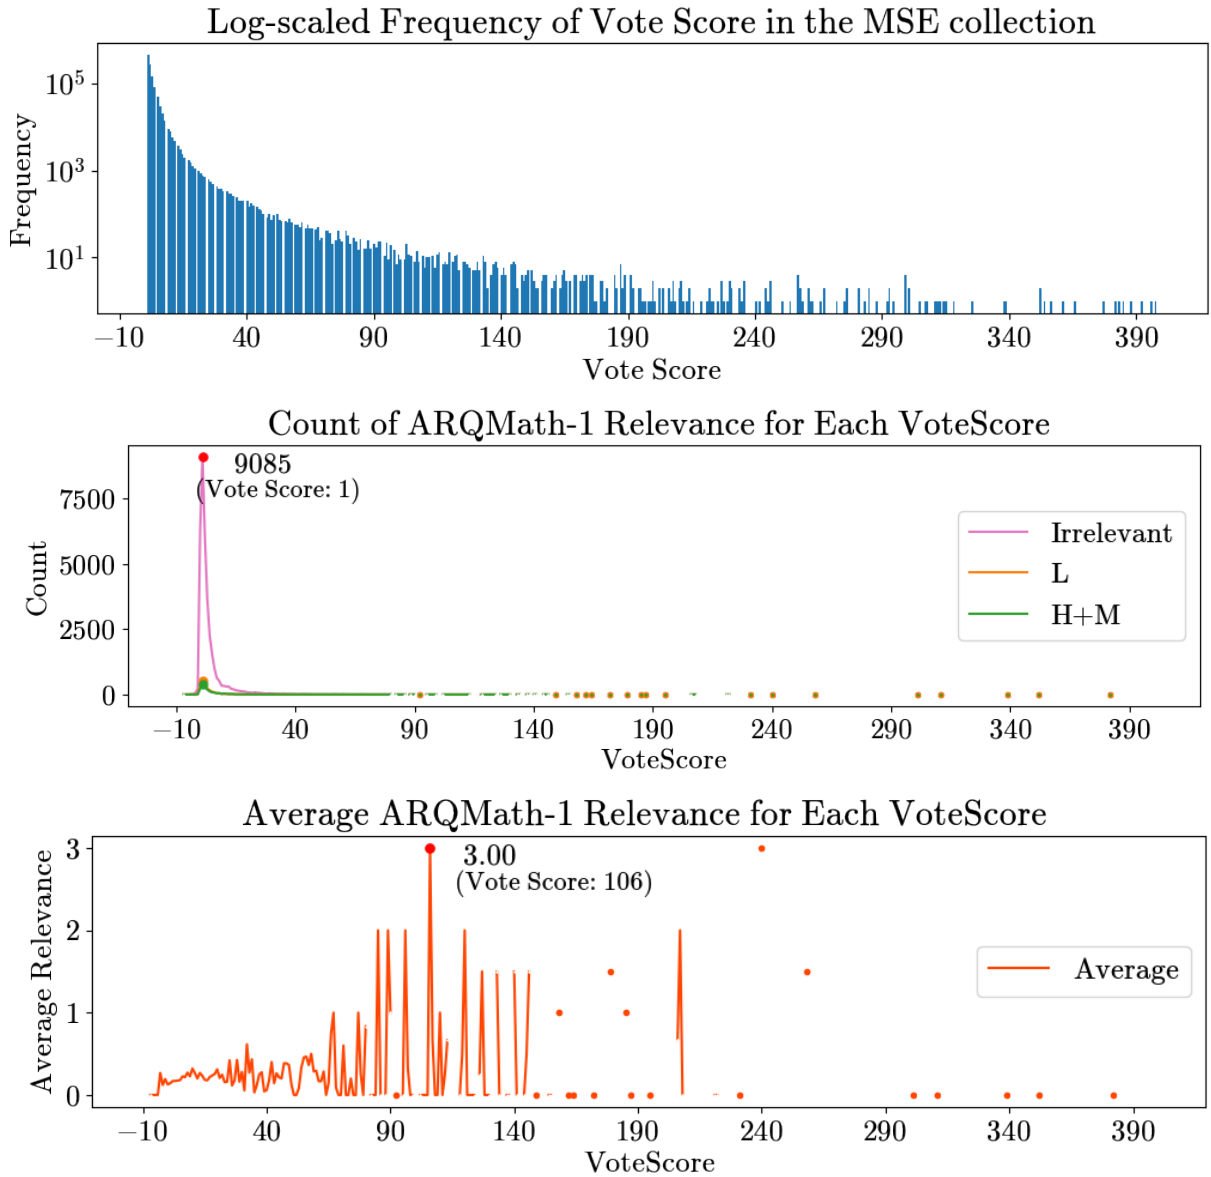 Log-scaled Frequency of Vote Score in the MSE collection
Frequency
10^5
10^3
10^1
−10 40 90 140 190 240 290 340 390
Vote Score
Count of ARQMath-1 Relevance for Each VoteScore
9085
(Vote Score: 1)
Count
7500
5000
2500
0
Irrelevant
L
H+M
−10 40 90 140 190 240 290 340 390
VoteScore
Average ARQMath-1 Relevance for Each VoteScore
3.00
(Vote Score: 106)
Average Relevance
3
2
1
0
Average
−10 40 90 140 190 240 290 340 390
VoteScore